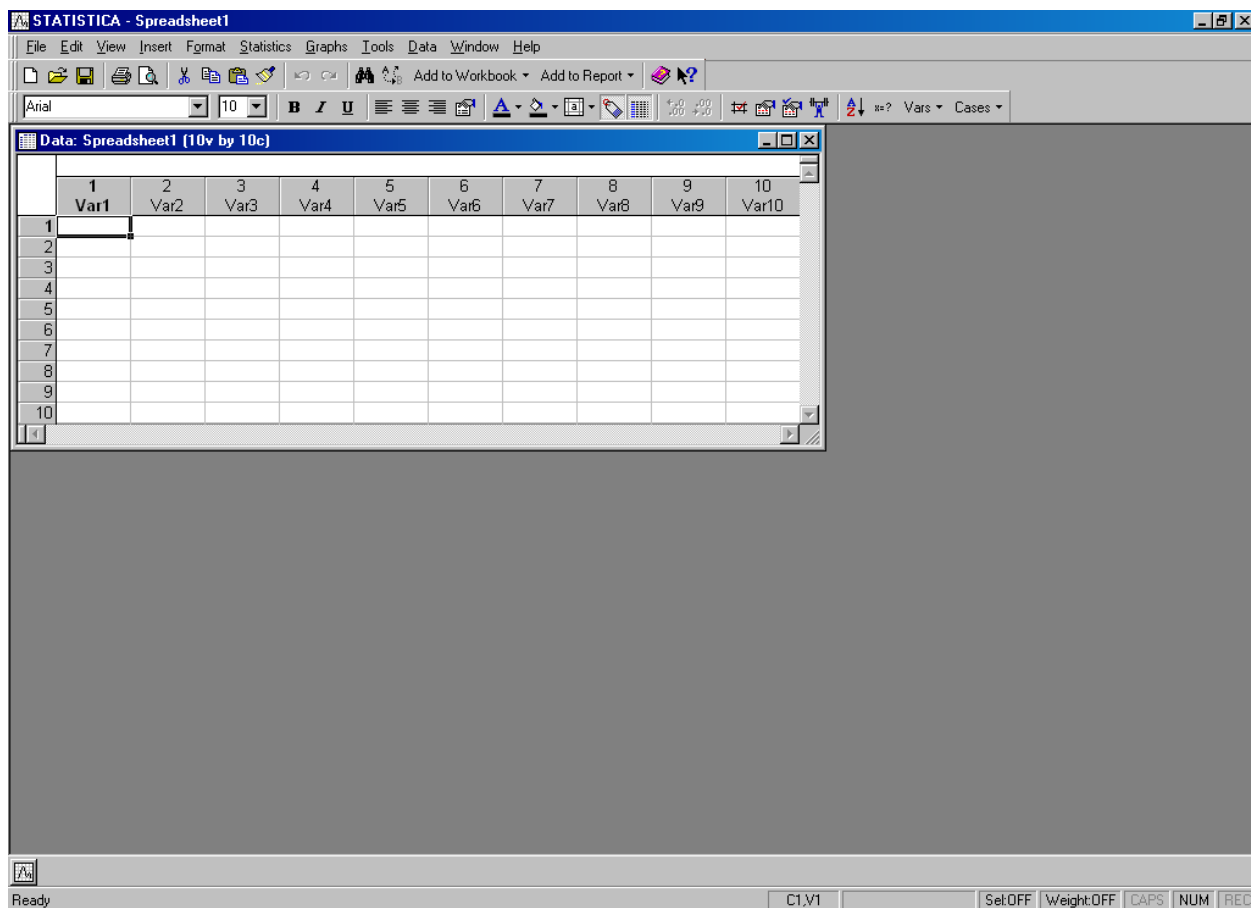 STATISTICA - Spreadsheet1
File Edit View Insert Format Statistics Graphs Tools Data Window Help
Add to Workbook Add to Report
Arial 10 B I U A a x=? Vars Cases
Data: Spreadsheet1 (10v by 10c)
1 2 3 4 5 6 7 8 9 10
Var1 Var2 Var3 Var4 Var5 Var6 Var7 Var8 Var9 Var10
1
2
3
4
5
6
7
8
9
10
Ready C1,V1 Sel:OFF Weight:OFF CAPS NUM REC